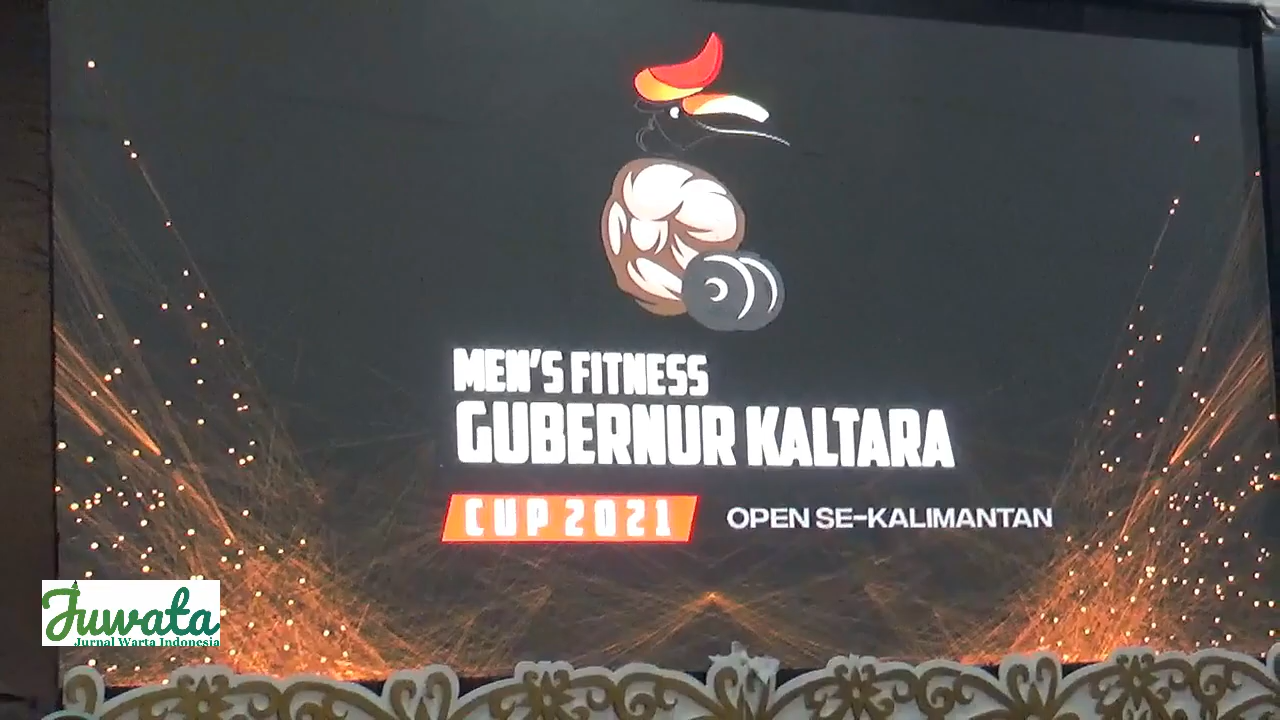 MEN'S FITNESS
GUBERNUR KALTARA
CUP 2021 OPEN SE-KALIMANTAN
Juwata
Jurnal Warta Indonesia